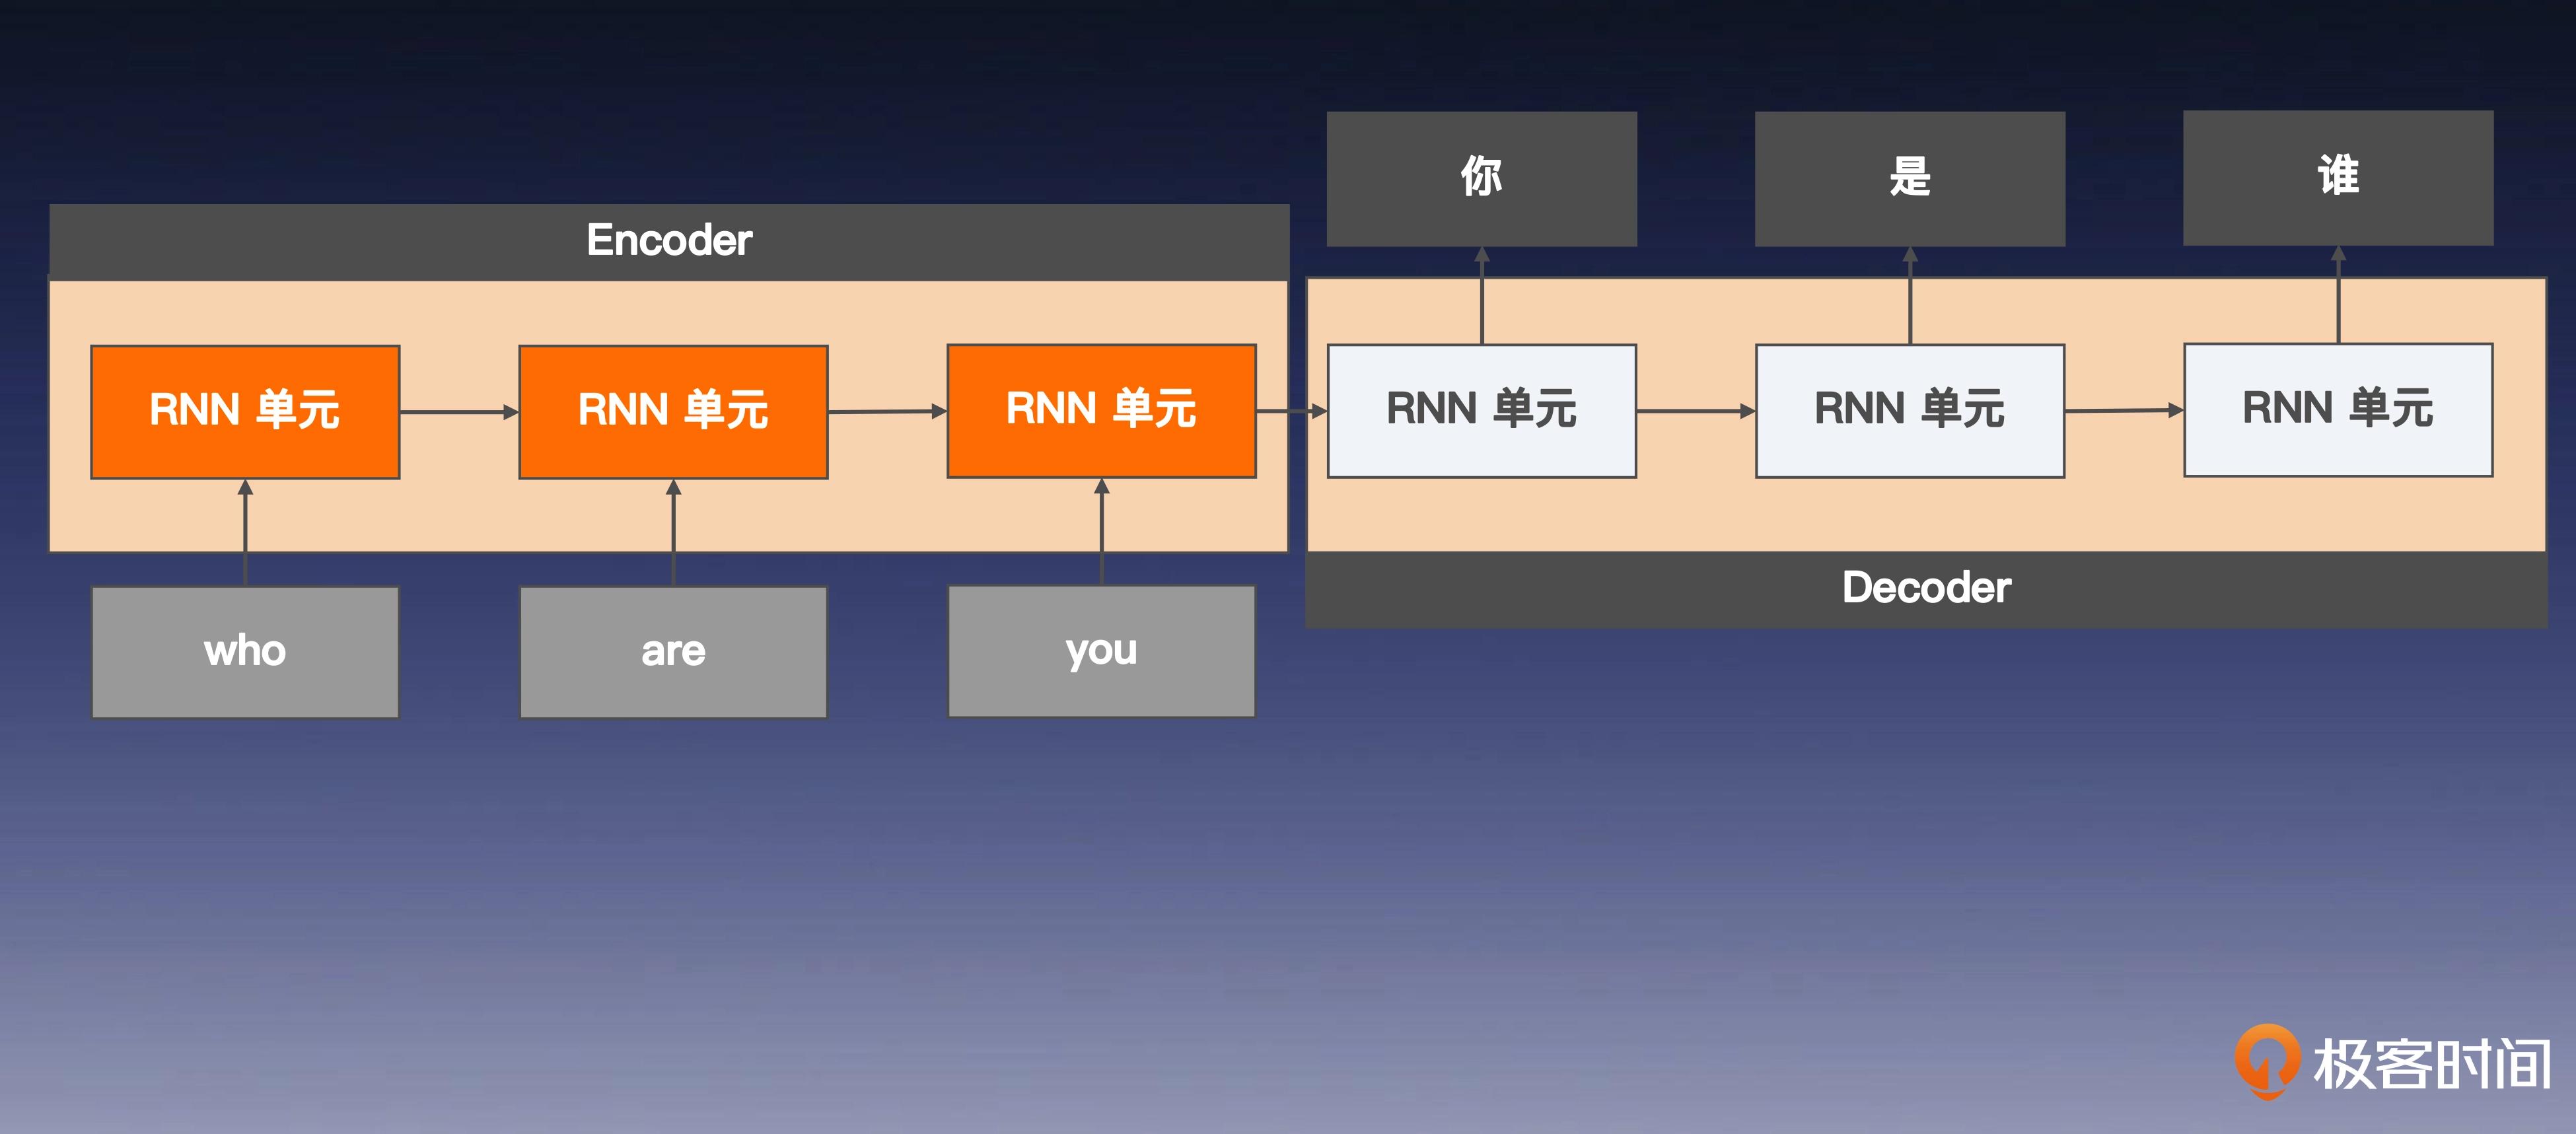 你
是
谁
Encoder
RNN 单元
RNN 单元
RNN 单元
RNN 单元
RNN 单元
RNN 单元
Decoder
who
are
you
极客时间